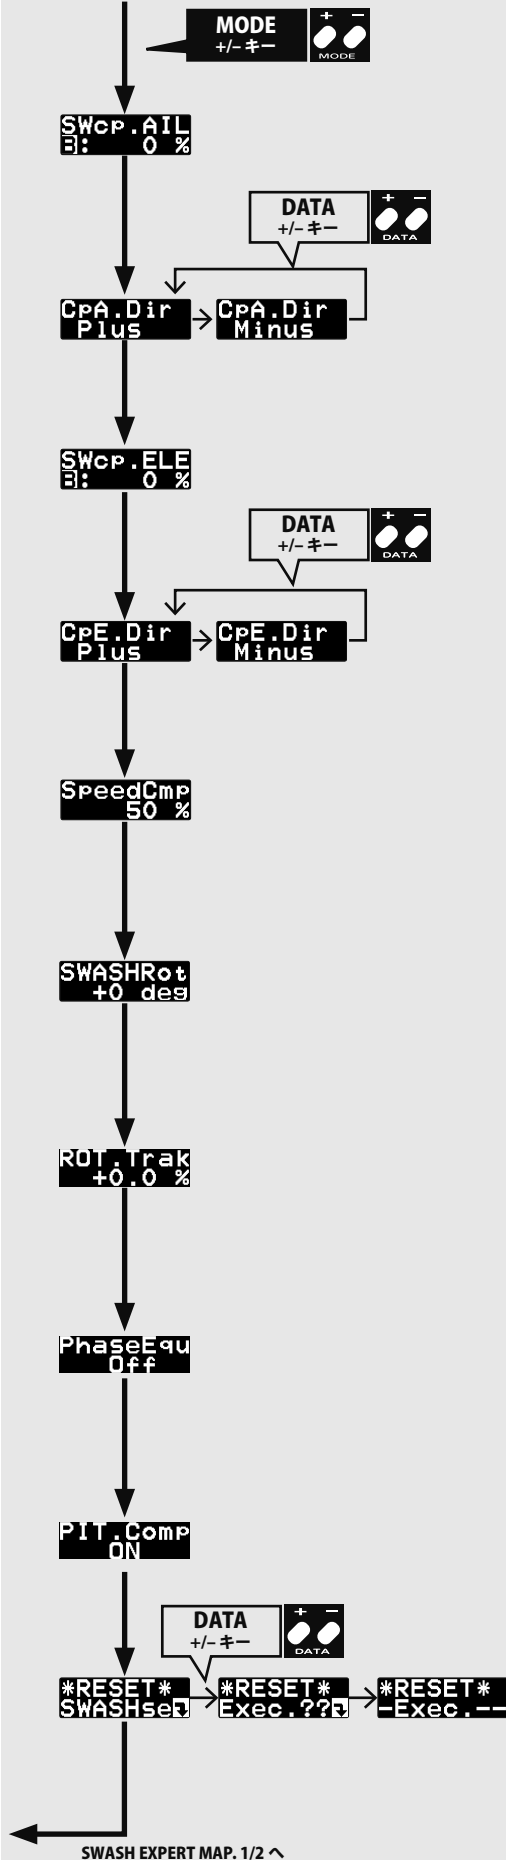 MODE
+/– キー
+ −
MODE
SWcp.AIL
B: 0 %
DATA
+/– キー
+ −
DATA
CpA.Dir
Plus
CpA.Dir
Minus
SWcp.ELE
B: 0 %
DATA
+/– キー
+ −
DATA
CpE.Dir
Plus
CpE.Dir
Minus
SpeedCmp
50 %
SWASHRot
+0 deg
ROT.Trak
+0.0 %
PhaseEqu
Off
PIT.Comp
ON
DATA
+/– キー
+ −
DATA
*RESET*
SWASHse
*RESET*
Exec.??
*RESET*
-Exec.--
SWASH EXPERT MAP. 1/2 へ